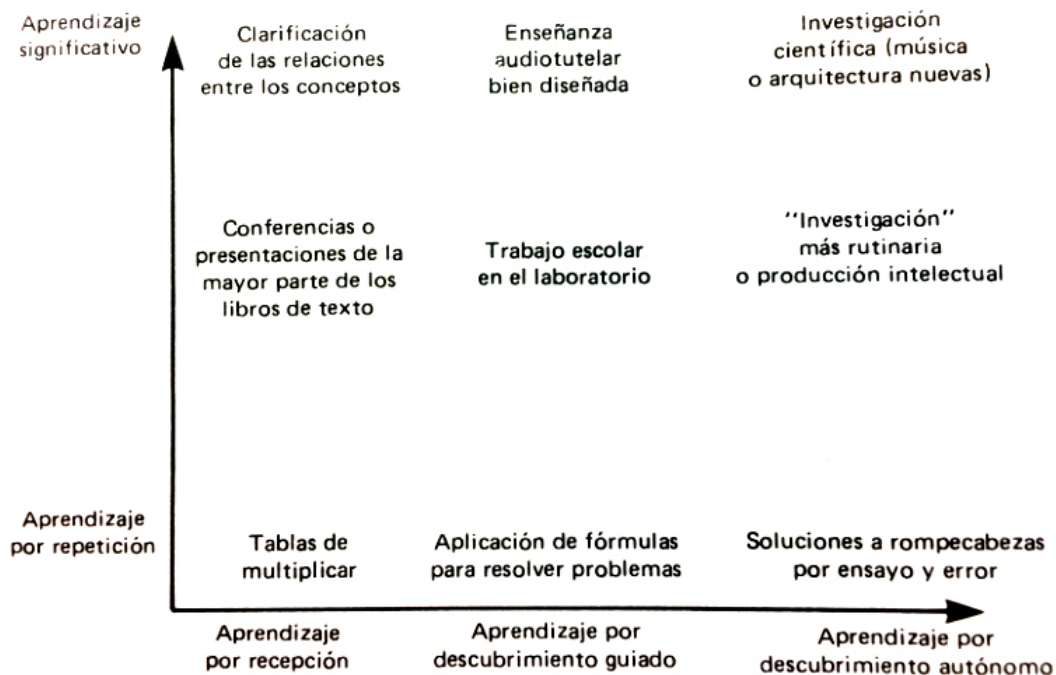 Aprendizaje
significativo
Clarificación
de las relaciones
entre los conceptos
Enseñanza
audiotutelar
bien diseñada
Investigación
científica (música
o arquitectura nuevas)
Conferencias o
presentaciones de la
mayor parte de los
libros de texto
Trabajo escolar
en el laboratorio
"Investigación"
más rutinaria
o producción intelectual
Aprendizaje
por repetición
Tablas de
multiplicar
Aplicación de fórmulas
para resolver problemas
Soluciones a rompecabezas
por ensayo y error
Aprendizaje
por recepción
Aprendizaje por
descubrimiento guiado
Aprendizaje por
descubrimiento autónomo